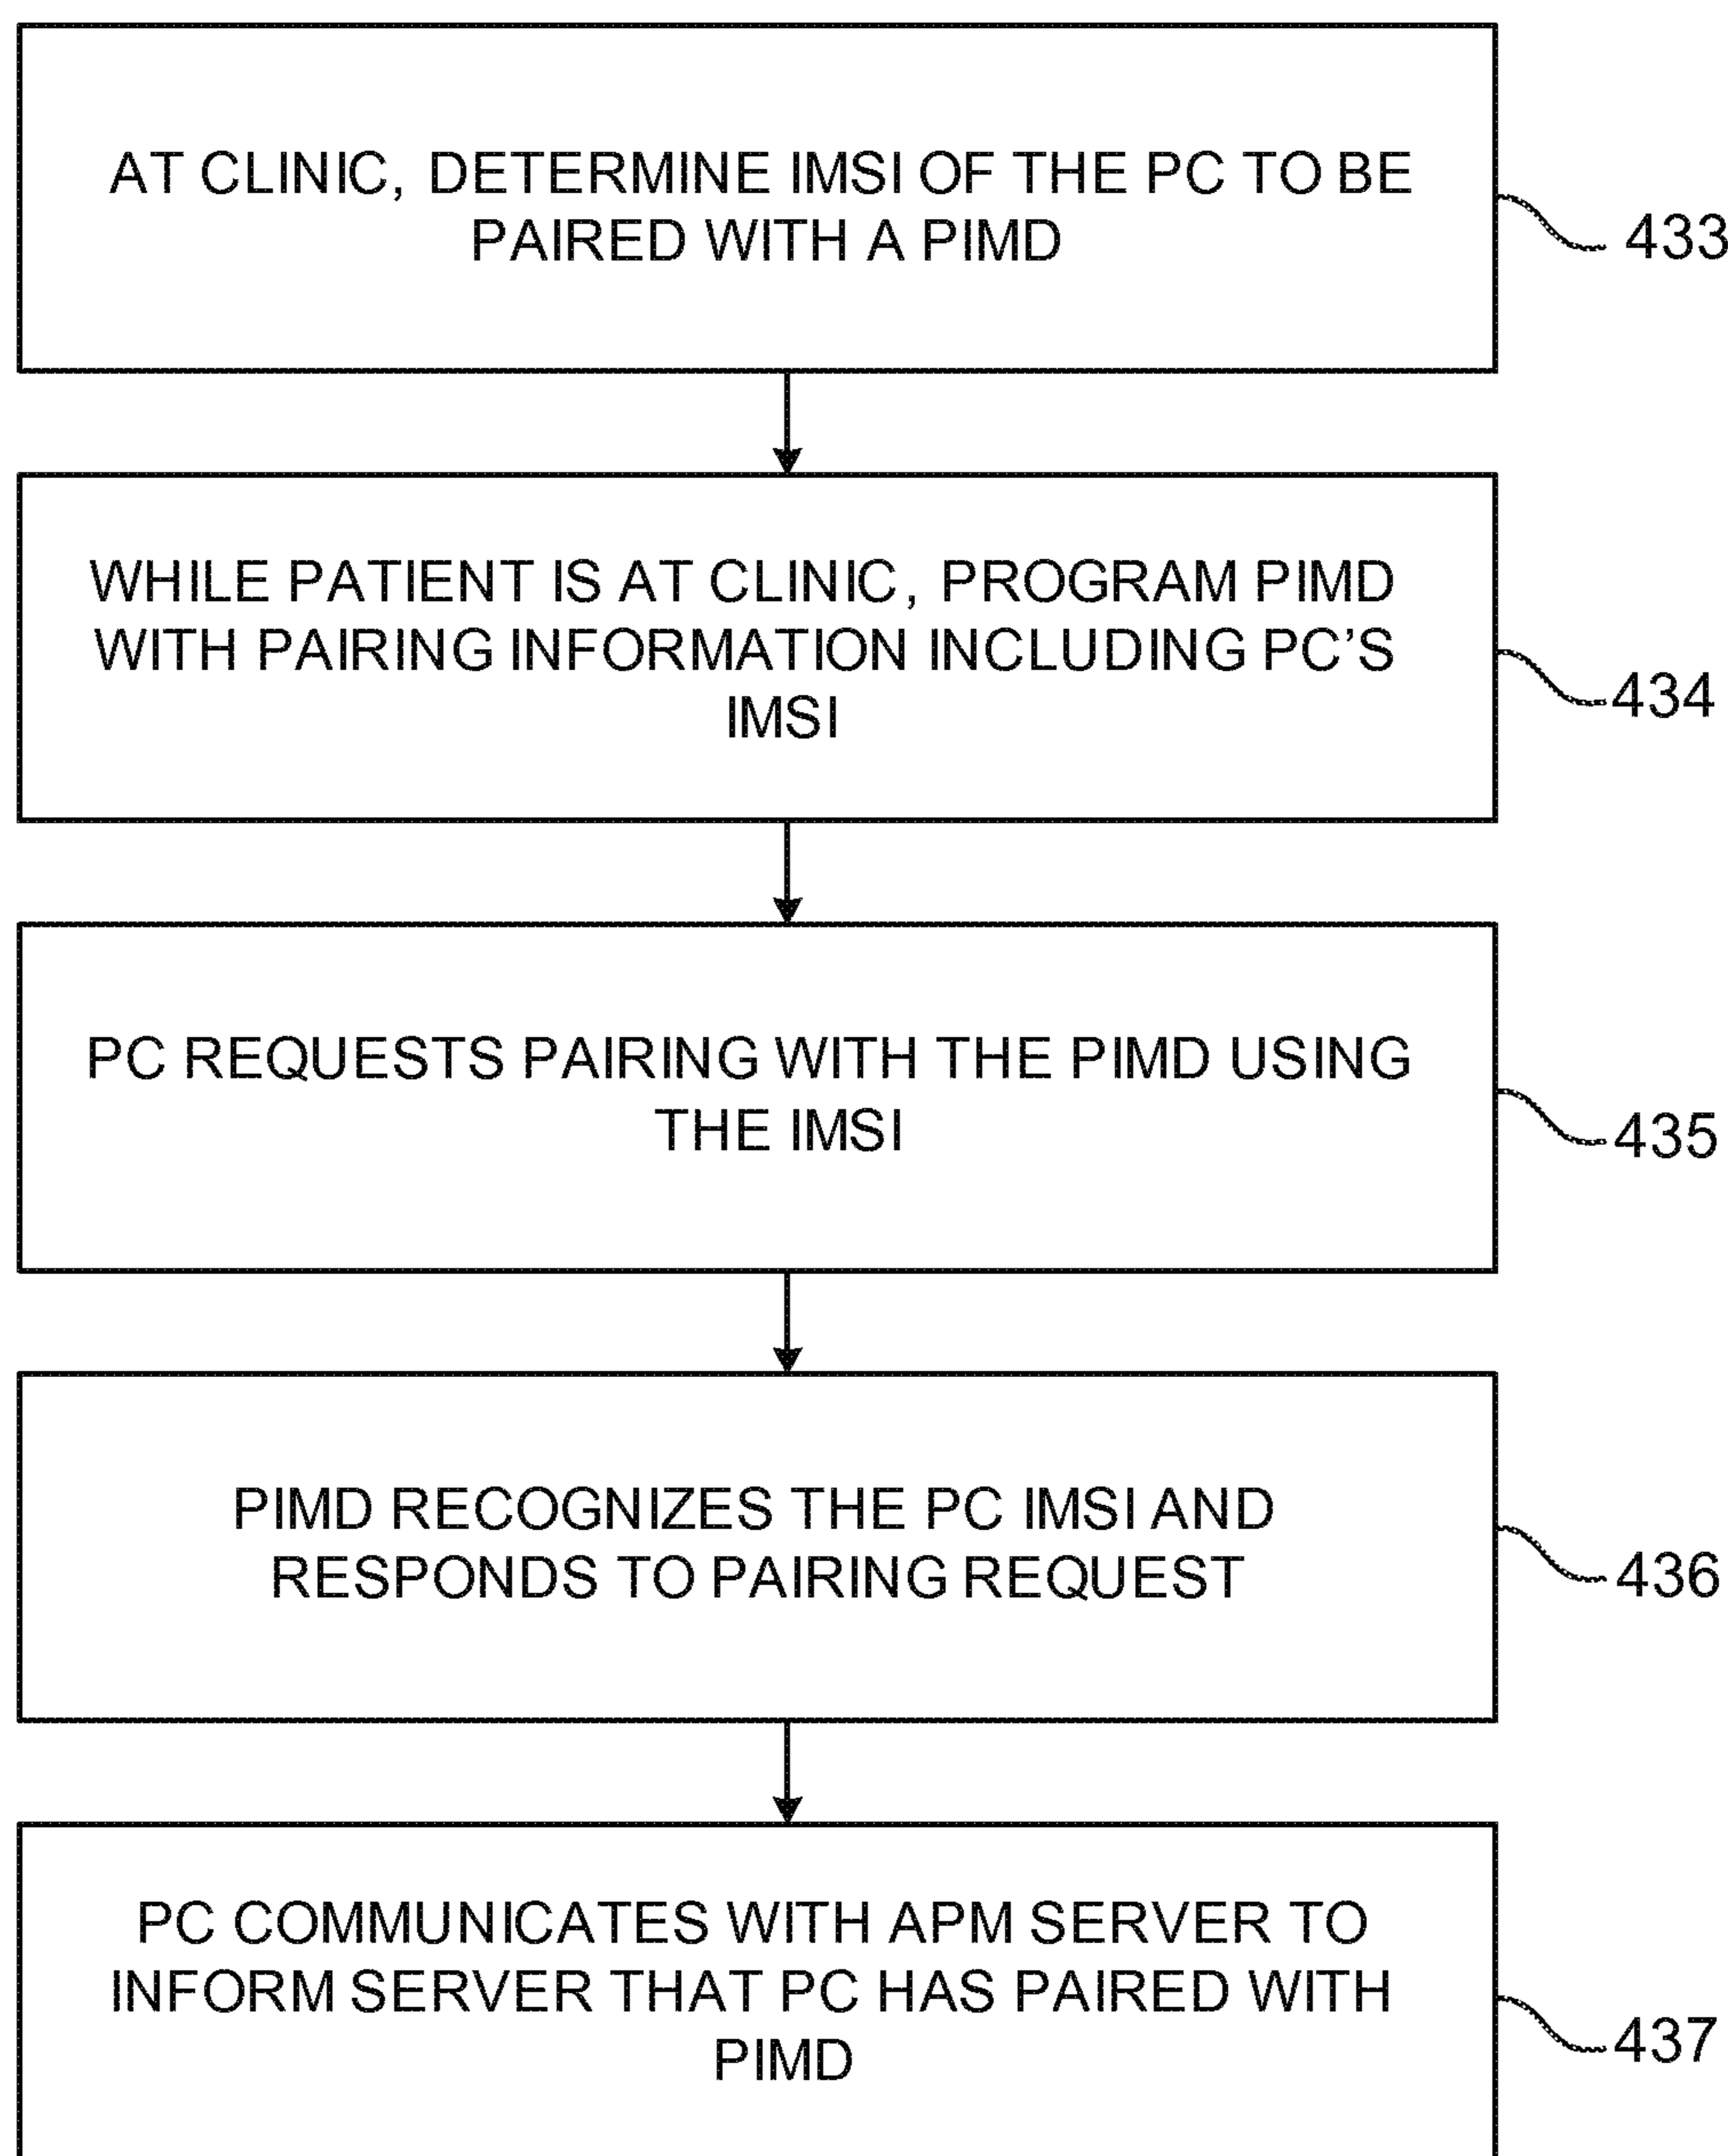 AT CLINIC, DETERMINE IMSI OF THE PC TO BE
PAIRED WITH A PIMD
433
WHILE PATIENT IS AT CLINIC, PROGRAM PIMD
WITH PAIRING INFORMATION INCLUDING PC'S
IMSI
434
PC REQUESTS PAIRING WITH THE PIMD USING
THE IMSI
435
PIMD RECOGNIZES THE PC IMSI AND
RESPONDS TO PAIRING REQUEST
436
PC COMMUNICATES WITH APM SERVER TO
INFORM SERVER THAT PC HAS PAIRED WITH
PIMD
437